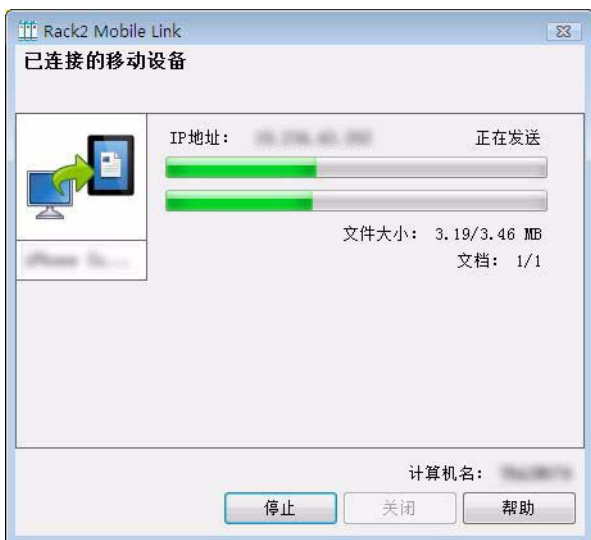 Rack2 Mobile Link
已连接的移动设备
IP地址： 正在发送
文件大小： 3.19/3.46 MB
文档： 1/1
计算机名：
停止 关闭 帮助